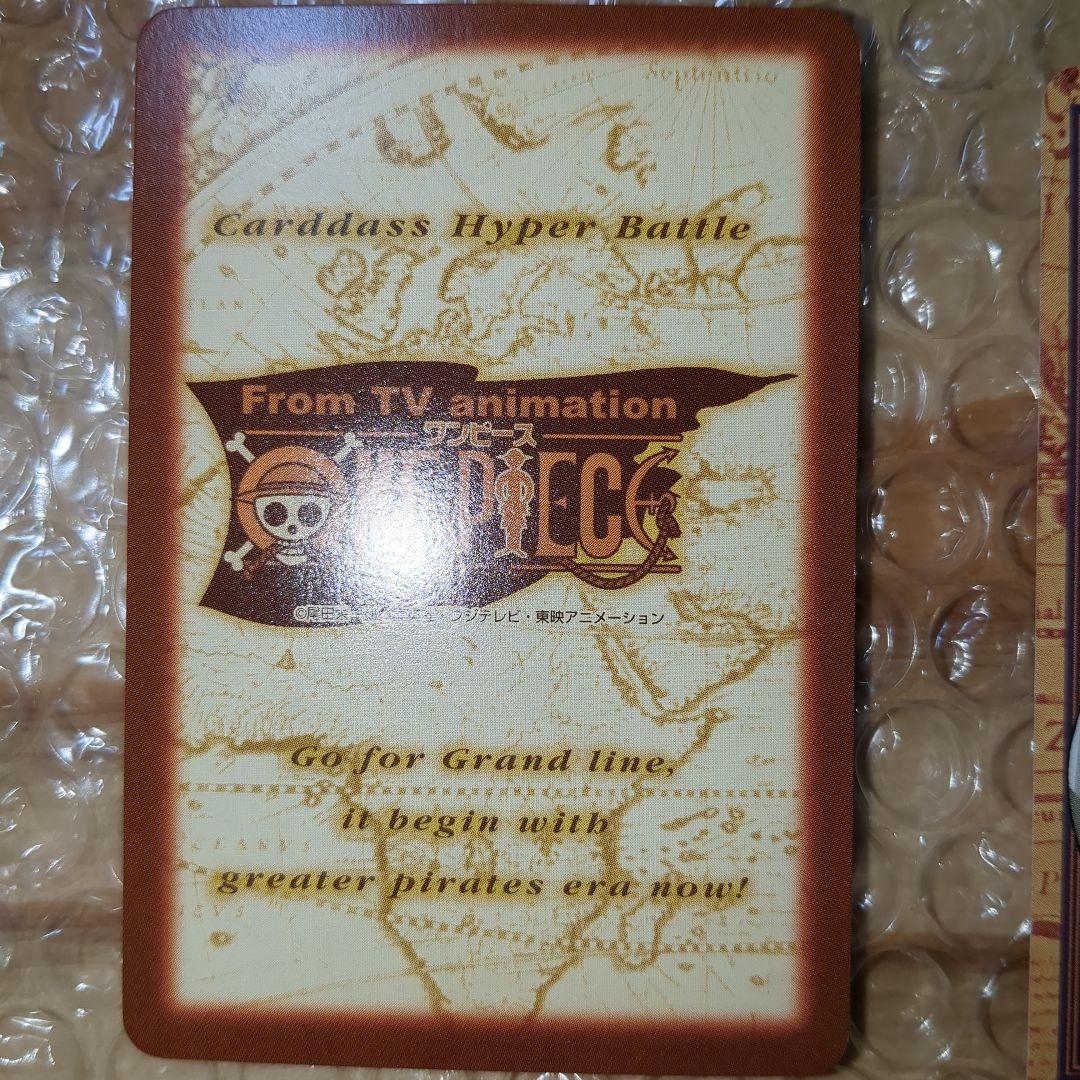 Septentrio
Carddass Hyper Battle
From TV animation
ワンピース
ONE PIECE
©尾田 フジテレビ・東映アニメーション
Go for Grand line,
it begin with
greater pirates era now!